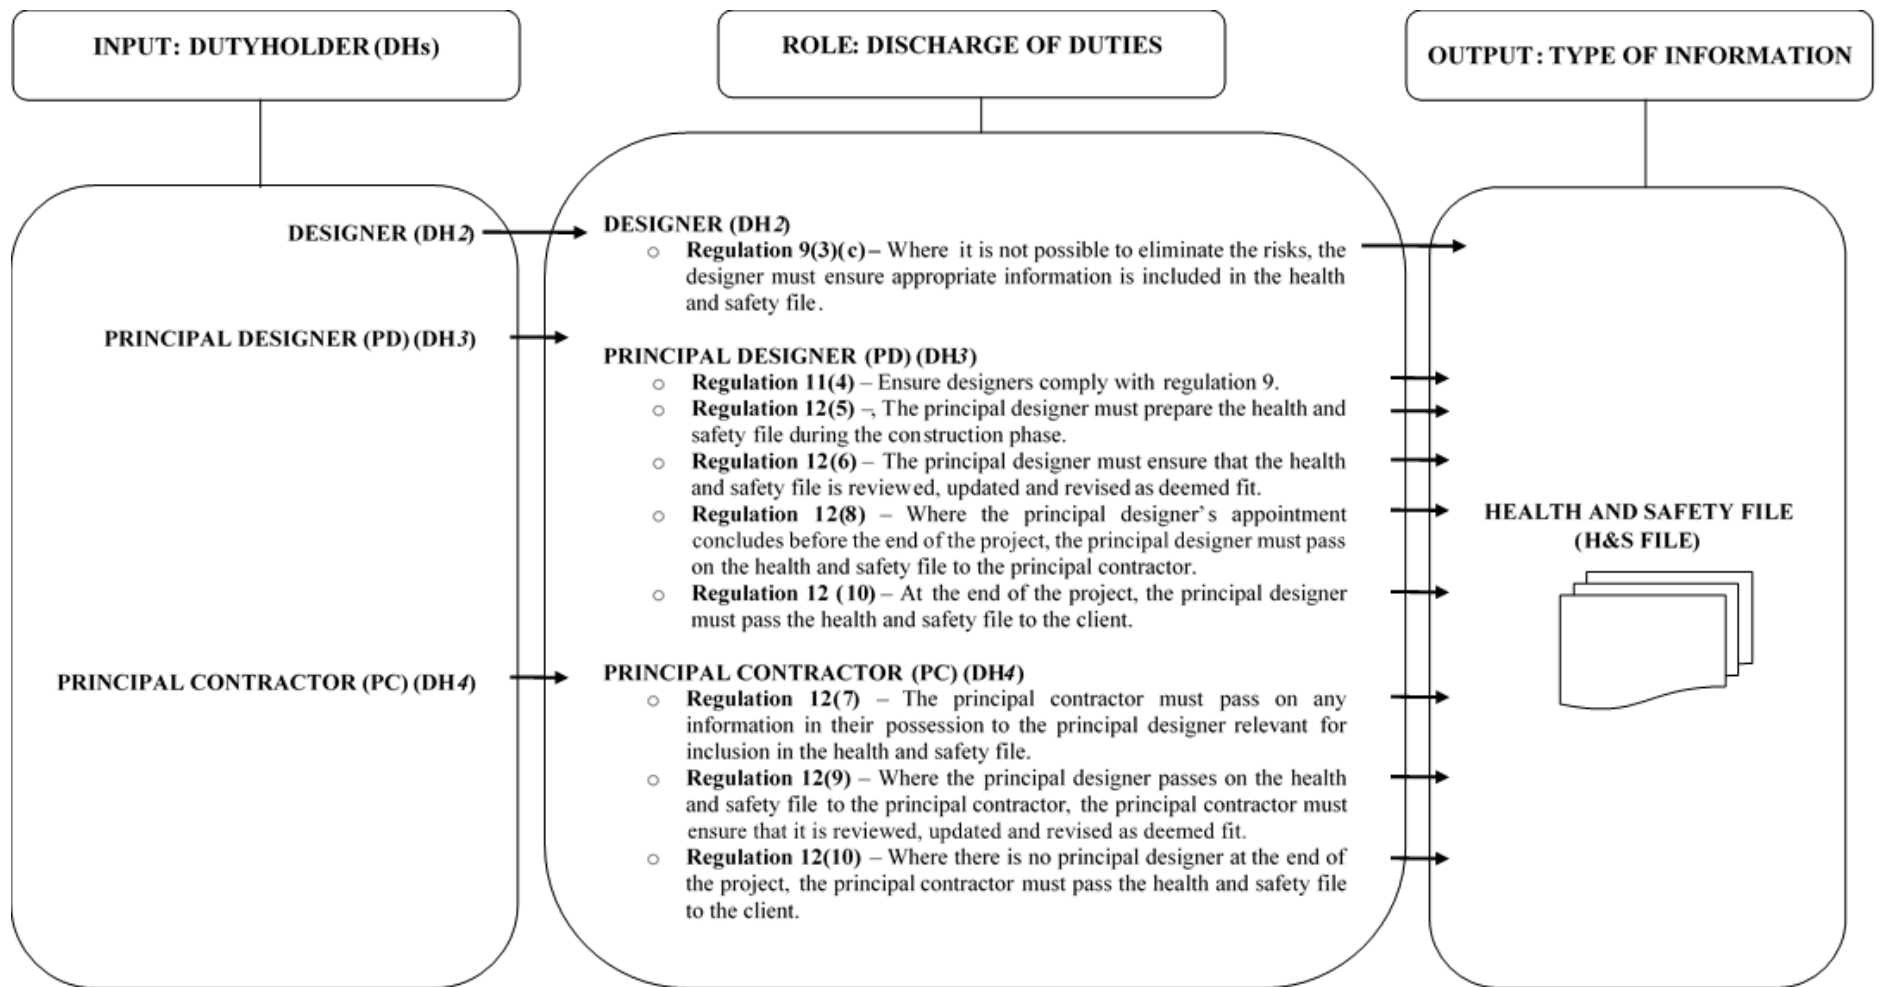 INPUT: DUTYHOLDER (DHs)
ROLE: DISCHARGE OF DUTIES
OUTPUT: TYPE OF INFORMATION
DESIGNER (DH2)
PRINCIPAL DESIGNER (PD) (DH3)
PRINCIPAL CONTRACTOR (PC) (DH4)
DESIGNER (DH2)
o Regulation 9(3)(c) – Where it is not possible to eliminate the risks, the
designer must ensure appropriate information is included in the health
and safety file.
PRINCIPAL DESIGNER (PD) (DH3)
o Regulation 11(4) – Ensure designers comply with regulation 9.
o Regulation 12(5) –, The principal designer must prepare the health and
safety file during the construction phase.
o Regulation 12(6) – The principal designer must ensure that the health
and safety file is reviewed, updated and revised as deemed fit.
o Regulation 12(8) – Where the principal designer's appointment
concludes before the end of the project, the principal designer must pass
on the health and safety file to the principal contractor.
o Regulation 12 (10) – At the end of the project, the principal designer
must pass the health and safety file to the client.
PRINCIPAL CONTRACTOR (PC) (DH4)
o Regulation 12(7) – The principal contractor must pass on any
information in their possession to the principal designer relevant for
inclusion in the health and safety file.
o Regulation 12(9) – Where the principal designer passes on the health
and safety file to the principal contractor, the principal contractor must
ensure that it is reviewed, updated and revised as deemed fit.
o Regulation 12(10) – Where there is no principal designer at the end of
the project, the principal contractor must pass the health and safety file
to the client.
HEALTH AND SAFETY FILE
(H&S FILE)